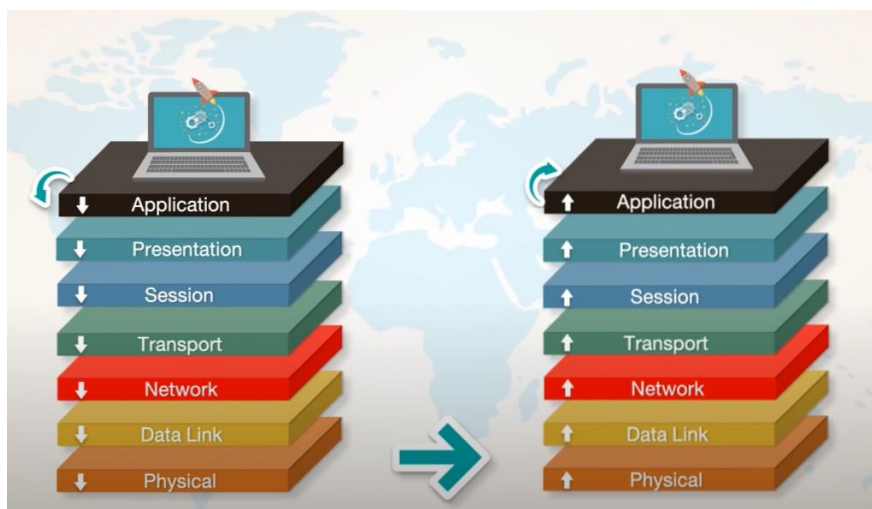 Application
Presentation
Session
Transport
Network
Data Link
Physical
Application
Presentation
Session
Transport
Network
Data Link
Physical